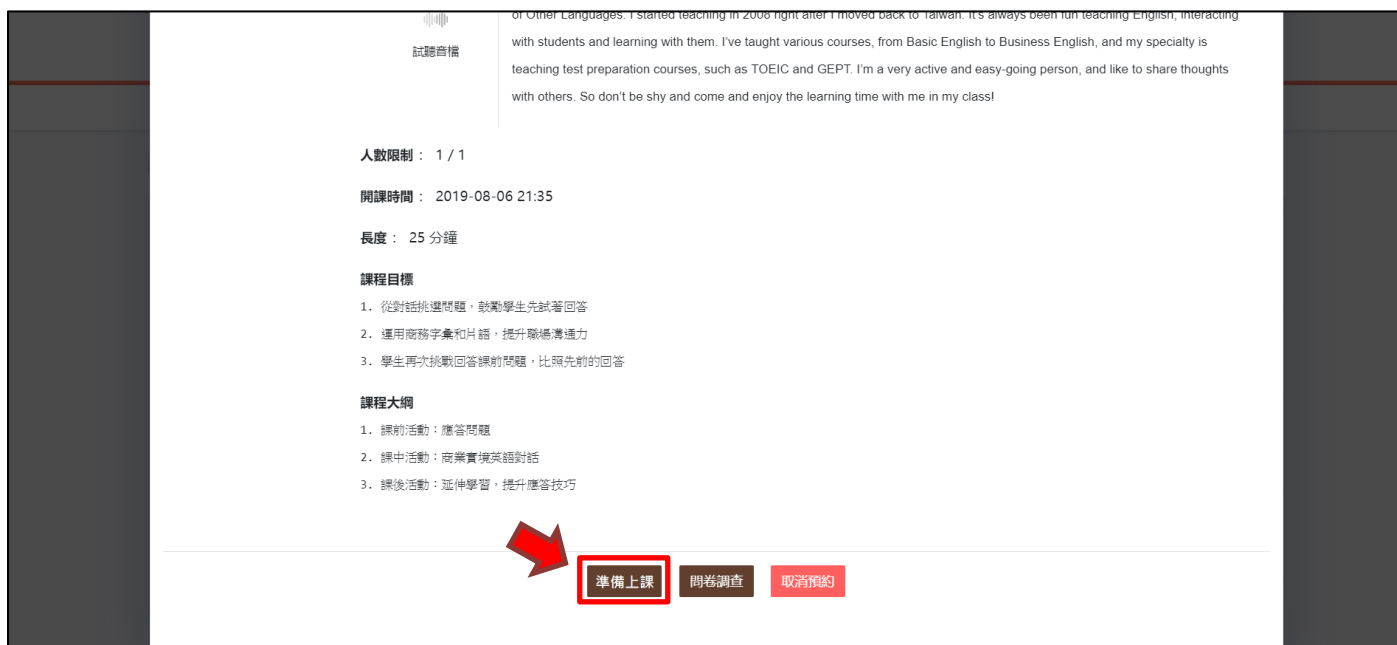 of Other Languages. I started teaching in 2008 right after I moved back to Taiwan. It's always been fun teaching English, interacting
試聽音檔
with students and learning with them. I've taught various courses, from Basic English to Business English, and my specialty is
teaching test preparation courses, such as TOEIC and GEPT. I'm a very active and easy-going person, and like to share thoughts
with others. So don't be shy and come and enjoy the learning time with me in my class!
人數限制： 1 / 1
開課時間： 2019-08-06 21:35
長度： 25 分鐘
課程目標
1. 從對話挑選問題，鼓勵學生先試著回答
2. 運用商務字彙和片語，提升職場溝通力
3. 學生再次挑戰回答課前問題，比照先前的回答
課程大綱
1. 課前活動：應答問題
2. 課中活動：商業實境英語對話
3. 課後活動：延伸學習，提升應答技巧
準備上課 問卷調查 取消預約